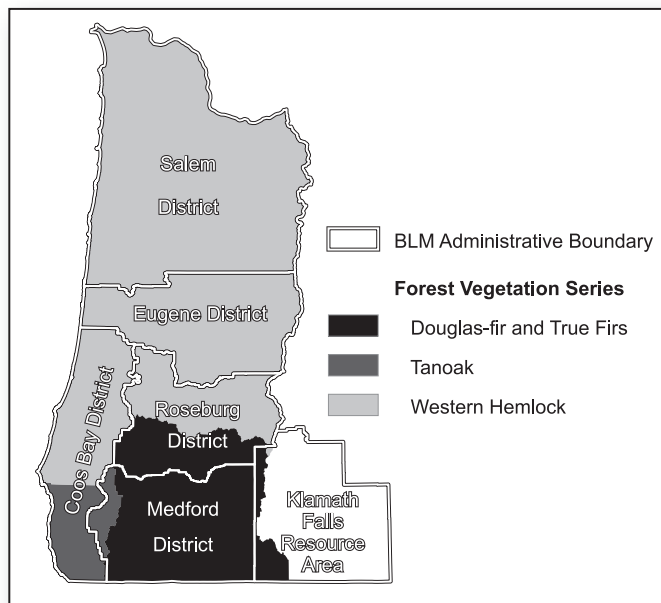 Salem
District
Eugene District
Coos Bay District
Roseburg
District
Medford
District
Klamath
Falls
Resource
Area
BLM Administrative Boundary
Forest Vegetation Series
Douglas-fir and True Firs
Tanoak
Western Hemlock